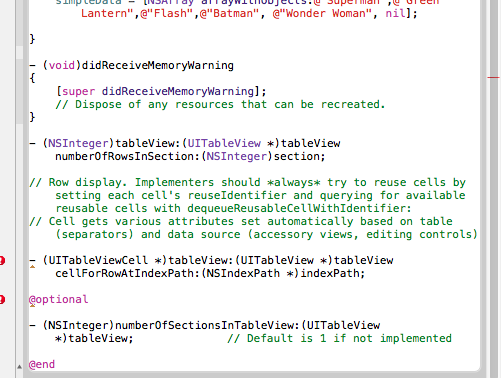 simpleData = [NSArray arrayWithObjects:@"Superman",@"Green
Lantern",@"Flash",@"Batman", @"Wonder Woman", nil];
}
- (void)didReceiveMemoryWarning
{
[super didReceiveMemoryWarning];
// Dispose of any resources that can be recreated.
}
- (NSInteger)tableView:(UITableView *)tableView
numberOfRowsInSection:(NSInteger)section;
// Row display. Implementers should *always* try to reuse cells by
setting each cell's reuseIdentifier and querying for available
reusable cells with dequeueReusableCellWithIdentifier:
// Cell gets various attributes set automatically based on table
(separators) and data source (accessory views, editing controls)
- (UITableViewCell *)tableView:(UITableView *)tableView
cellForRowAtIndexPath:(NSIndexPath *)indexPath;
@optional
- (NSInteger)numberOfSectionsInTableView:(UITableView
*)tableView; // Default is 1 if not implemented
@end